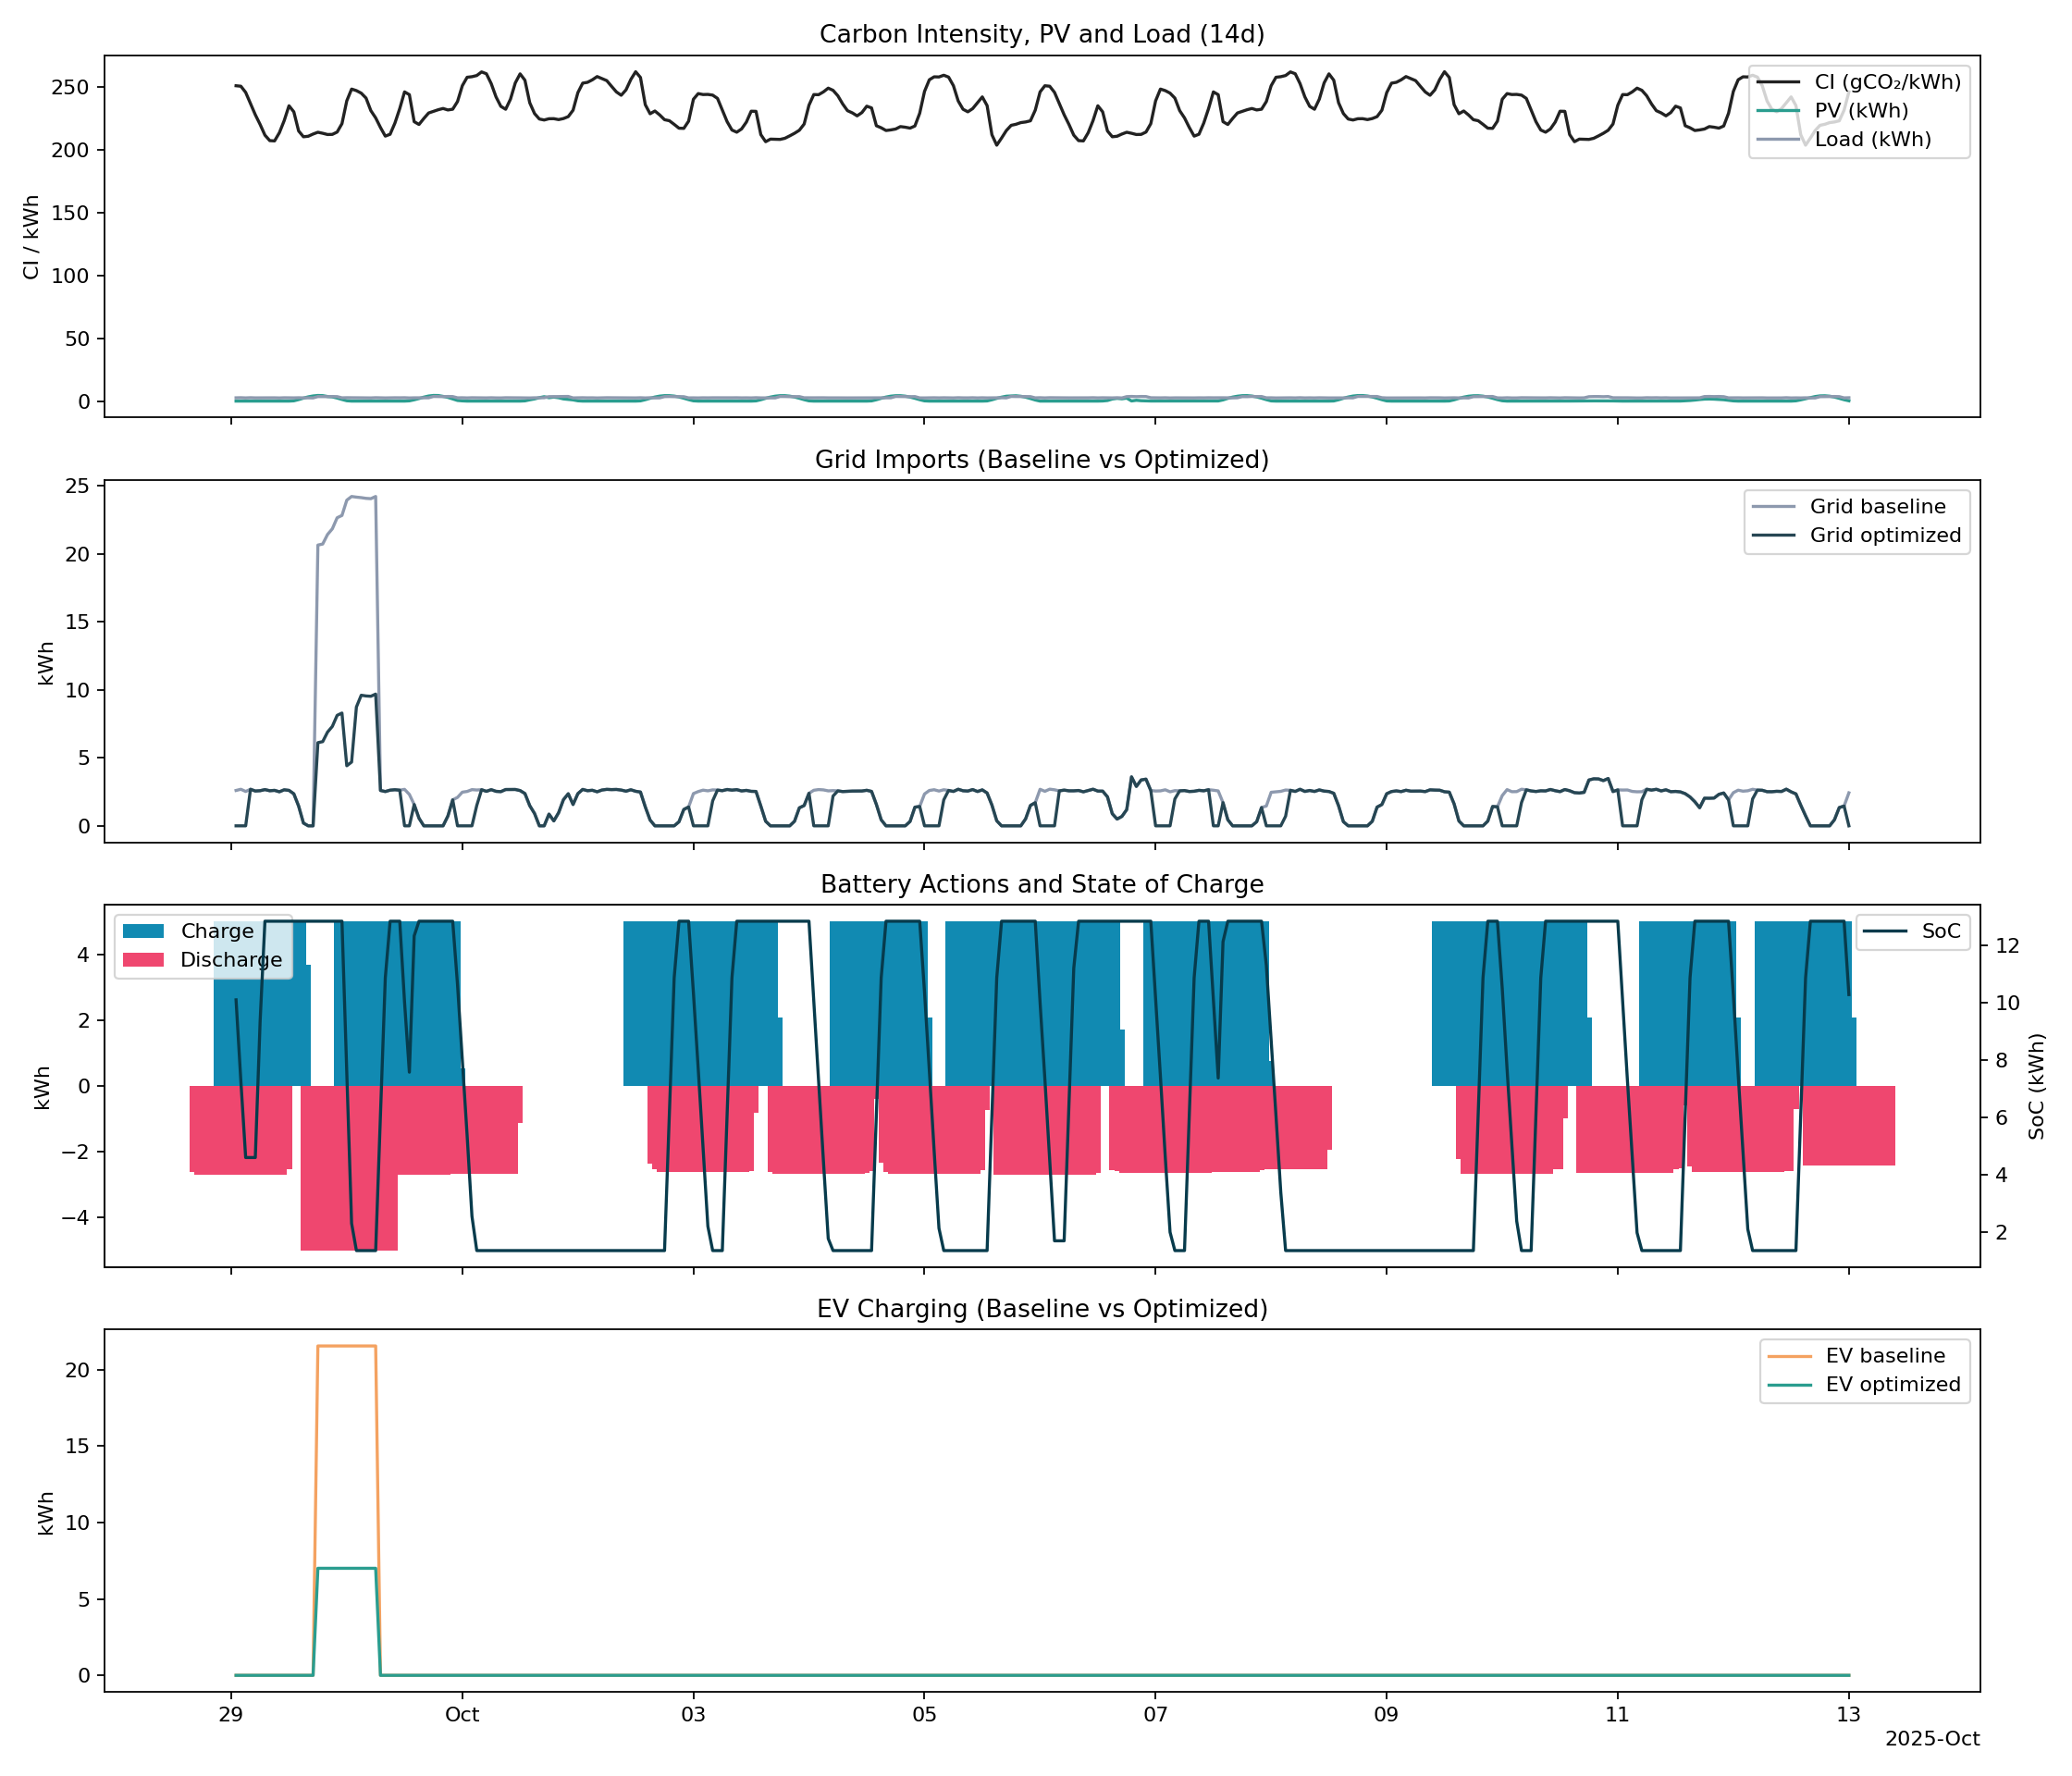 Carbon Intensity, PV and Load (14d)
CI / kWh
250
200
150
100
50
0
CI (gCO₂/kWh)
PV (kWh)
Load (kWh)
Grid Imports (Baseline vs Optimized)
kWh
25
20
15
10
5
0
Grid baseline
Grid optimized
Battery Actions and State of Charge
kWh
4
2
0
−2
−4
Charge
Discharge
SoC
12
10
8
6
4
2
SoC (kWh)
EV Charging (Baseline vs Optimized)
kWh
20
15
10
5
0
EV baseline
EV optimized
29
Oct
03
05
07
09
11
13
2025-Oct